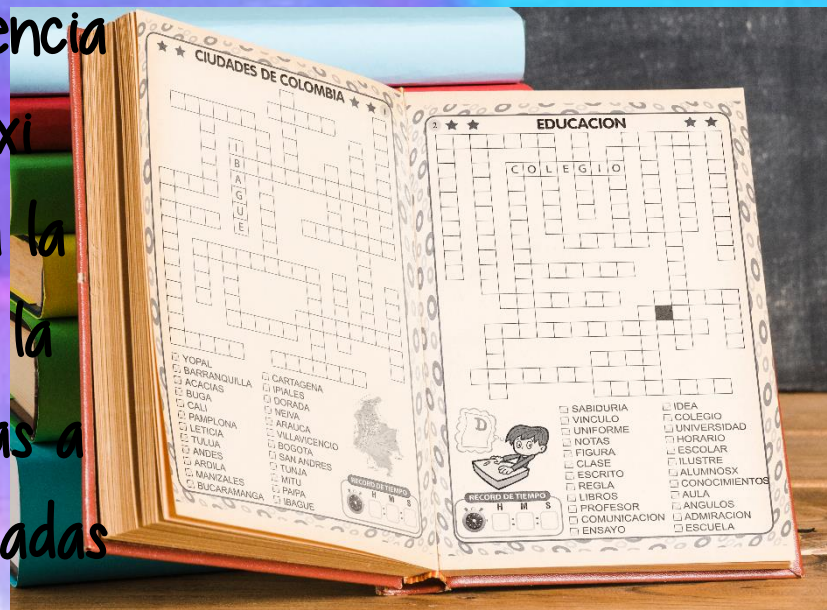 encia
xi
la
la
as a
adas
CIUDADES DE COLOMBIA
1
IBAGUE
YOPAL
BARRANQUILLA
ACACIAS
BUGA
CALI
PAMPLONA
LETICIA
TULUA
ANDES
ARDILA
MANIZALES
BUCARAMANGA
CARTAGENA
IPIALES
DORADA
NEIVA
ARAUCA
VILLAVICENCIO
BOGOTA
SAN ANDRES
TUNJA
MITU
PAIPA
IBAGUE
RECORD DE TIEMPO
H M S
2
EDUCACION
COLEGIO
D
RECORD DE TIEMPO
H M S
SABIDURIA
VINCULO
UNIFORME
NOTAS
FIGURA
CLASE
ESCRITO
REGLA
LIBROS
PROFESOR
COMUNICACION
ENSAYO
IDEA
COLEGIO
UNIVERSIDAD
HORARIO
ESCOLAR
ILUSTRE
ALUMNOSX
CONOCIMIENTOS
AULA
ANGULOS
ADMIRACION
ESCUELA